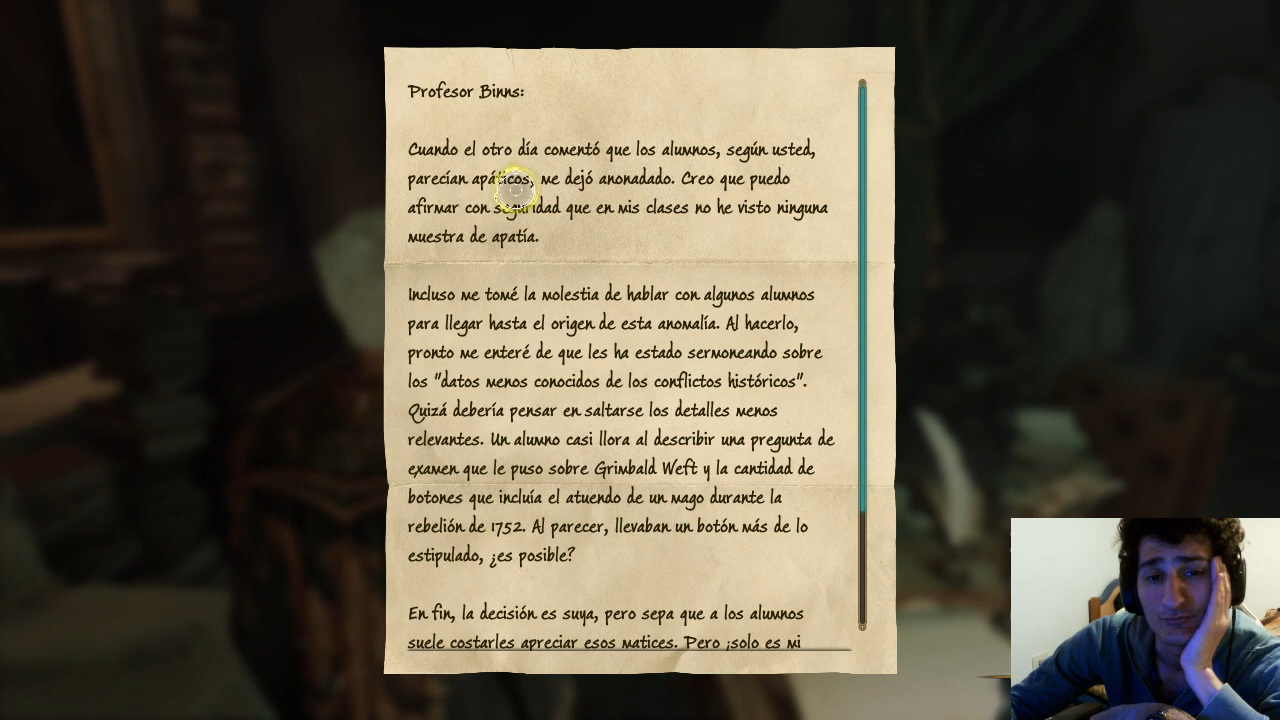 Profesor Binns:
Cuando el otro día comentó que los alumnos, según usted,
parecían apáticos, me dejó anonadado. Creo que puedo
afirmar con seguridad que en mis clases no he visto ninguna
muestra de apatía.
Incluso me tomé la molestia de hablar con algunos alumnos
para llegar hasta el origen de esta anomalía. Al hacerlo,
pronto me enteré de que les ha estado sermoneando sobre
los "datos menos conocidos de los conflictos históricos".
Quizá debería pensar en saltarse los detalles menos
relevantes. Un alumno casi llora al describir una pregunta de
examen que le puso sobre Grimbald Weft y la cantidad de
botones que incluía el atuendo de un mago durante la
rebelión de 1752. Al parecer, llevaban un botón más de lo
estipulado, ¿es posible?
En fin, la decisión es suya, pero sepa que a los alumnos
suele costarles apreciar esos matices. Pero ¡solo es mi